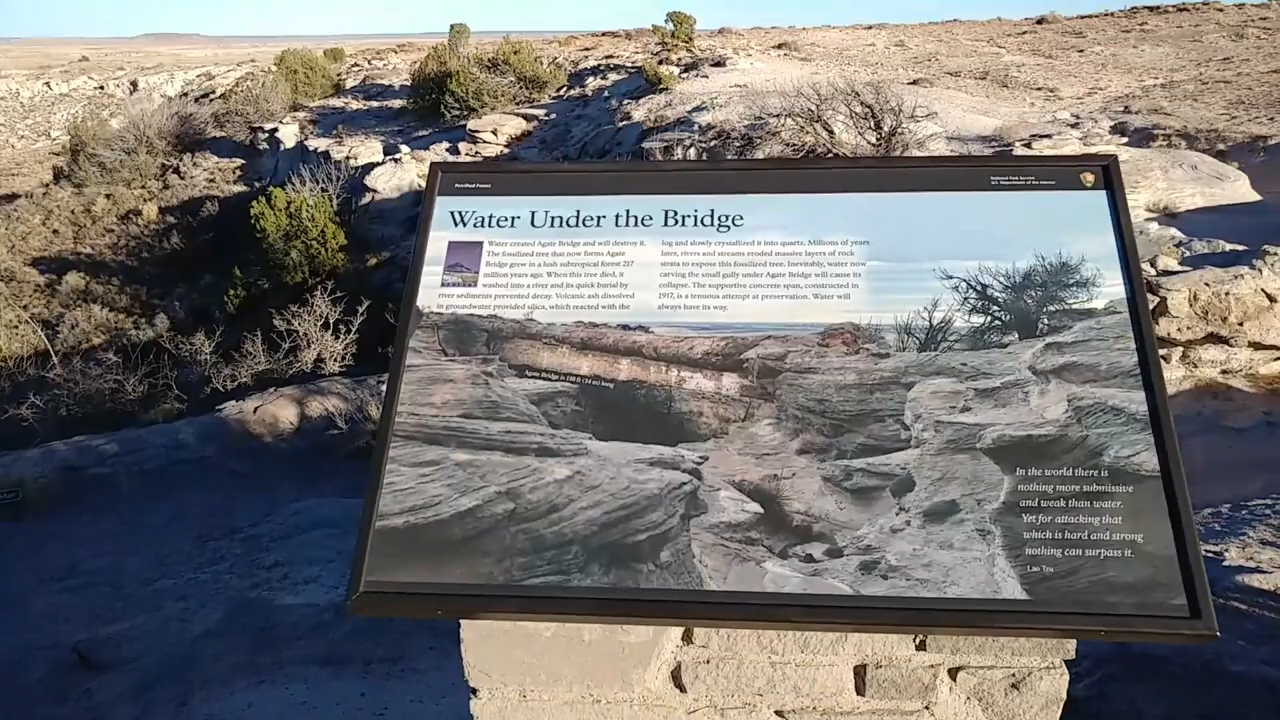 Petrified Forest
National Park Service
U.S. Department of the Interior
Water Under the Bridge
Water created Agate Bridge and will destroy it.
The fossilized tree that now forms Agate
Bridge grew in a lush subtropical forest 217
million years ago. When this tree died, it
washed into a river and its quick burial by
river sediments prevented decay. Volcanic ash dissolved
in groundwater provided silica, which reacted with the
log and slowly crystallized it into quartz. Millions of years
later, rivers and streams eroded massive layers of rock
strata to expose this fossilized tree. Inevitably, water now
carving the small gully under Agate Bridge will cause its
collapse. The supportive concrete span, constructed in
1917, is a tenuous attempt at preservation. Water will
always have its way.
Agate Bridge is 110 ft (34 m) long
In the world there is
nothing more submissive
and weak than water.
Yet for attacking that
which is hard and strong
nothing can surpass it.
Lao Tzu